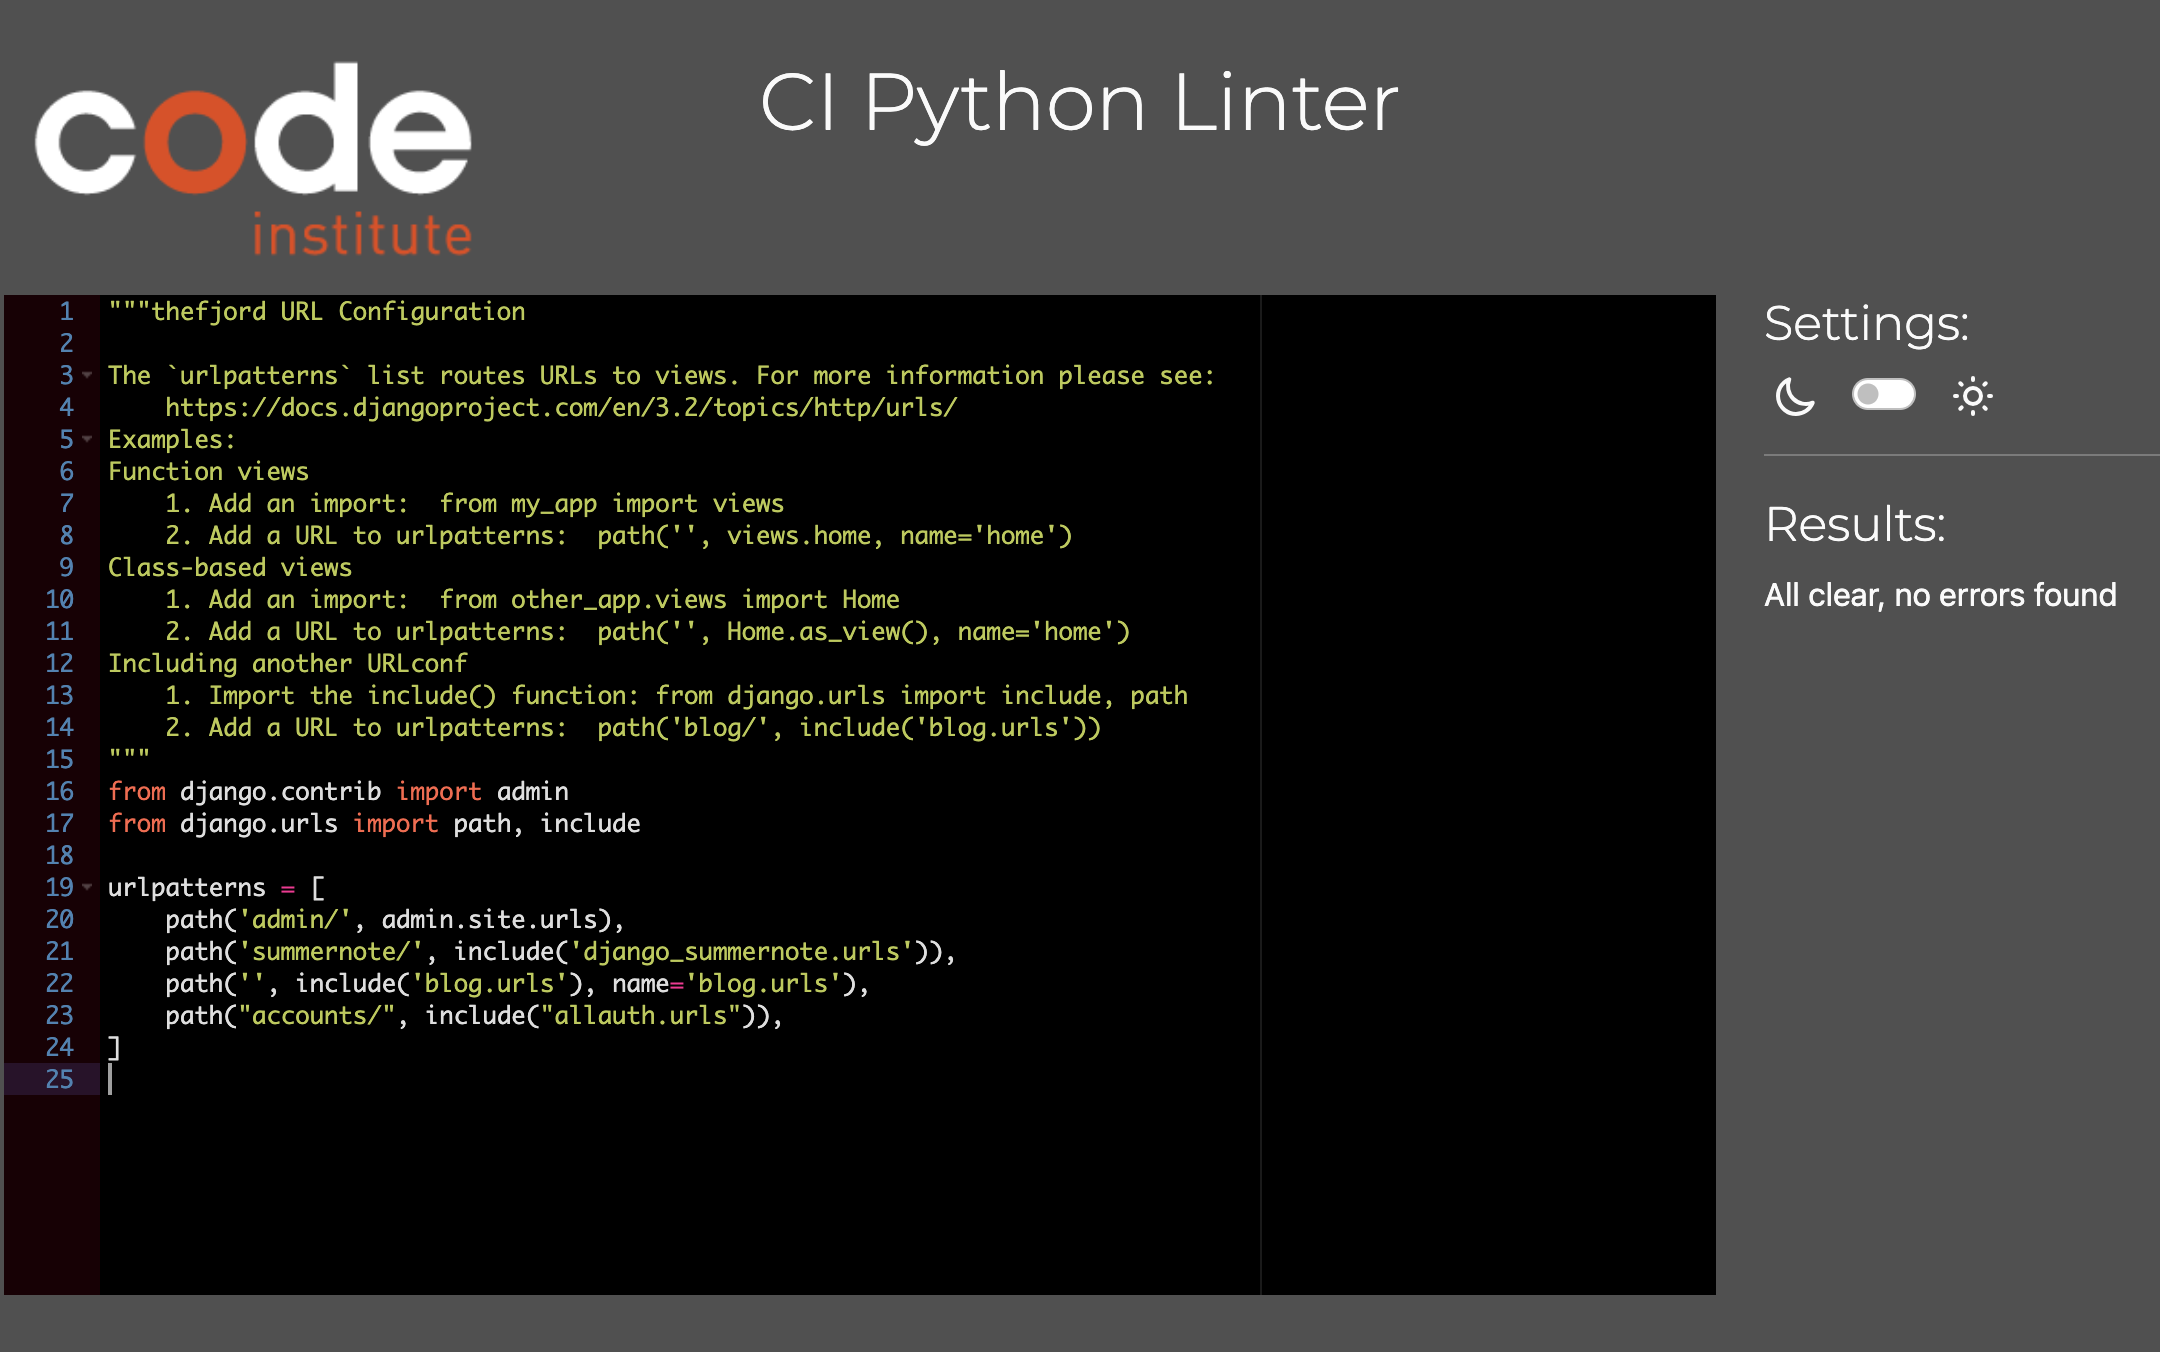 code
institute
CI Python Linter
1 """thefjord URL Configuration
2
3 The `urlpatterns` list routes URLs to views. For more information please see:
4     https://docs.djangoproject.com/en/3.2/topics/http/urls/
5 Examples:
6 Function views
7     1. Add an import:  from my_app import views
8     2. Add a URL to urlpatterns:  path('', views.home, name='home')
9 Class-based views
10     1. Add an import:  from other_app.views import Home
11     2. Add a URL to urlpatterns:  path('', Home.as_view(), name='home')
12 Including another URLconf
13     1. Import the include() function: from django.urls import include, path
14     2. Add a URL to urlpatterns:  path('blog/', include('blog.urls'))
15 """
16 from django.contrib import admin
17 from django.urls import path, include
18
19 urlpatterns = [
20     path('admin/', admin.site.urls),
21     path('summernote/', include('django_summernote.urls')),
22     path('', include('blog.urls'), name='blog.urls'),
23     path("accounts/", include("allauth.urls")),
24 ]
25
Settings:
Results:
All clear, no errors found